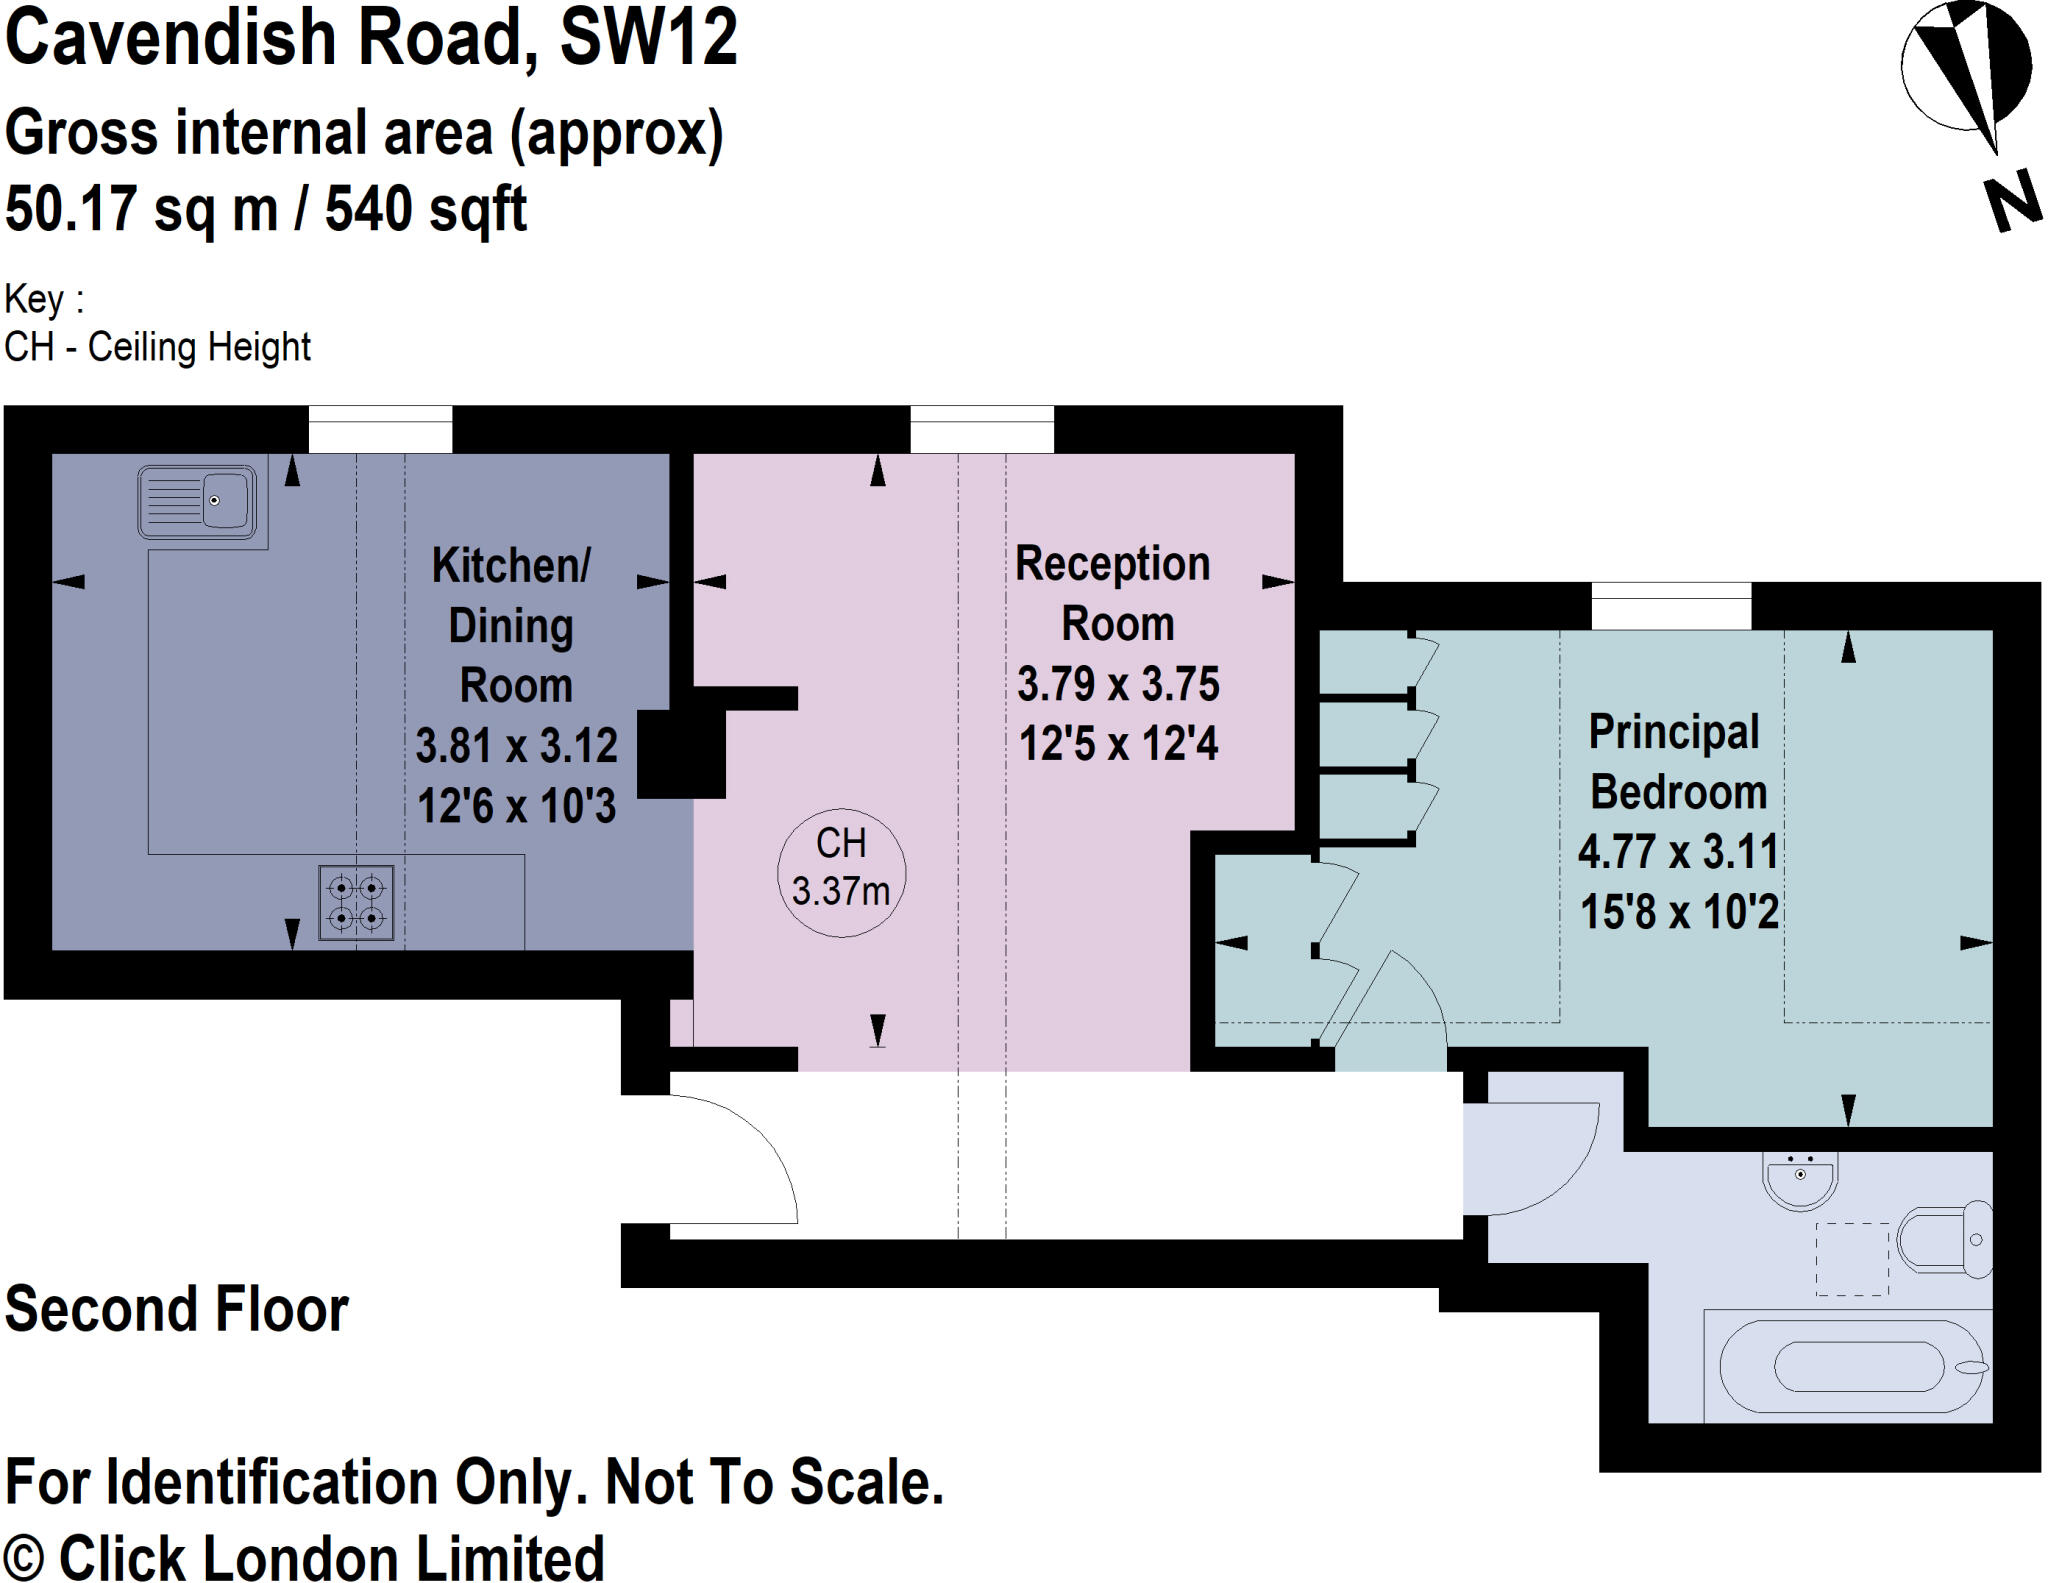 Cavendish Road, SW12
Gross internal area (approx)
50.17 sq m / 540 sqft
N
Key :
CH - Ceiling Height
Kitchen/
Dining
Room
3.81 x 3.12
12'6 x 10'3
Reception
Room
3.79 x 3.75
12'5 x 12'4
CH
3.37m
Principal
Bedroom
4.77 x 3.11
15'8 x 10'2
Second Floor
For Identification Only. Not To Scale.
© Click London Limited